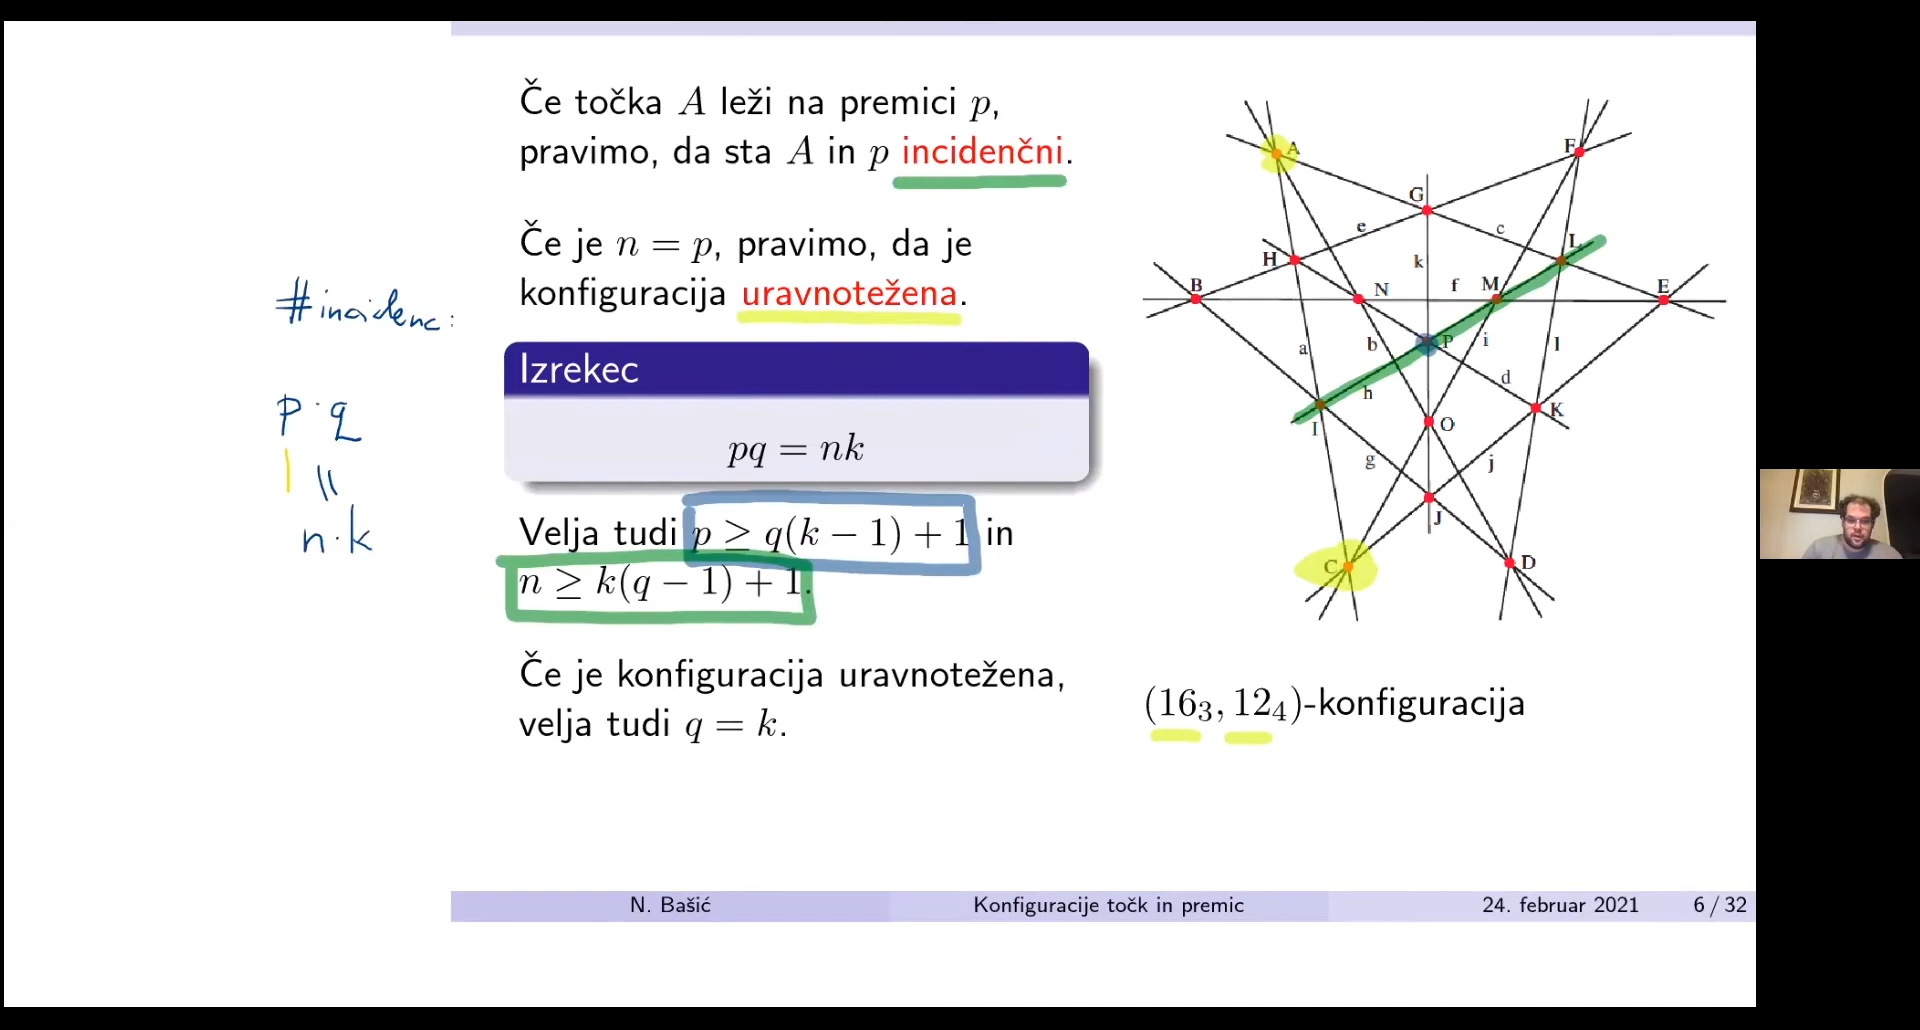 Če točka A leži na premici p,
pravimo, da sta A in p incidenčni.
Če je n = p, pravimo, da je
konfiguracija uravnotežena.
Izrekec
pq = nk
Velja tudi p ≥ q(k − 1) + 1 in
n ≥ k(q − 1) + 1.
Če je konfiguracija uravnotežena,
velja tudi q = k.
#incidenc:
p · q
||
n · k
A
F
G
e
c
L
H
k
B
N
f
M
E
a
b
P
i
l
d
h
K
I
O
g
j
J
C
D
(16₃, 12₄)-konfiguracija
N. Bašić
Konfiguracije točk in premic
24. februar 2021
6 / 32